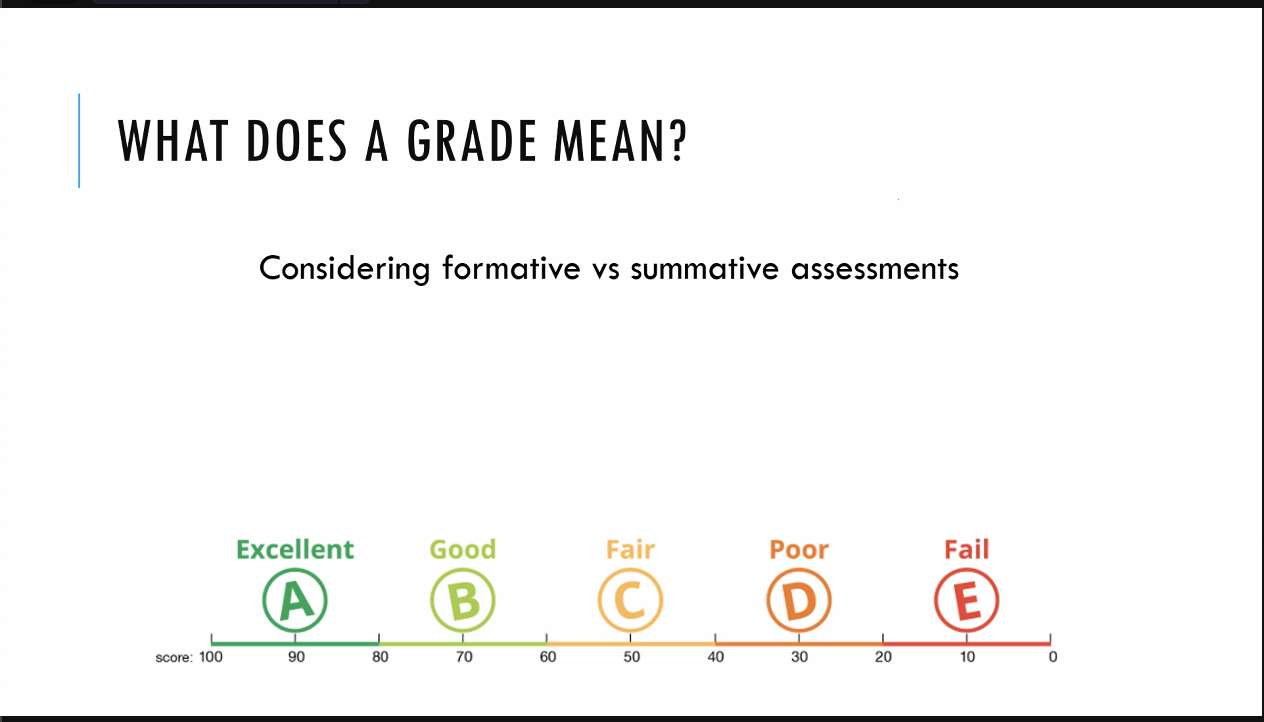 WHAT DOES A GRADE MEAN?
Considering formative vs summative assessments
Excellent Good Fair Poor Fail
A B C D E
score: 100 90 80 70 60 50 40 30 20 10 0